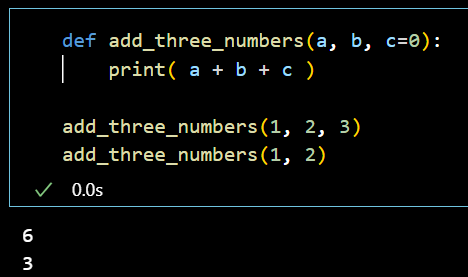 def add_three_numbers(a, b, c=0):
    print( a + b + c )

add_three_numbers(1, 2, 3)
add_three_numbers(1, 2)
✓ 0.0s
6
3